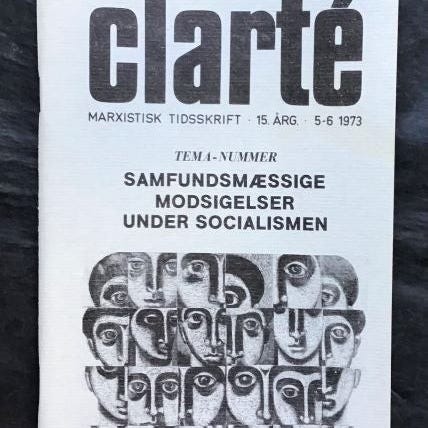 clarté
MARXISTISK TIDSSKRIFT · 15. ÅRG. · 5-6 1973
TEMA-NUMMER
SAMFUNDSMÆSSIGE
MODSIGELSER
UNDER SOCIALISMEN